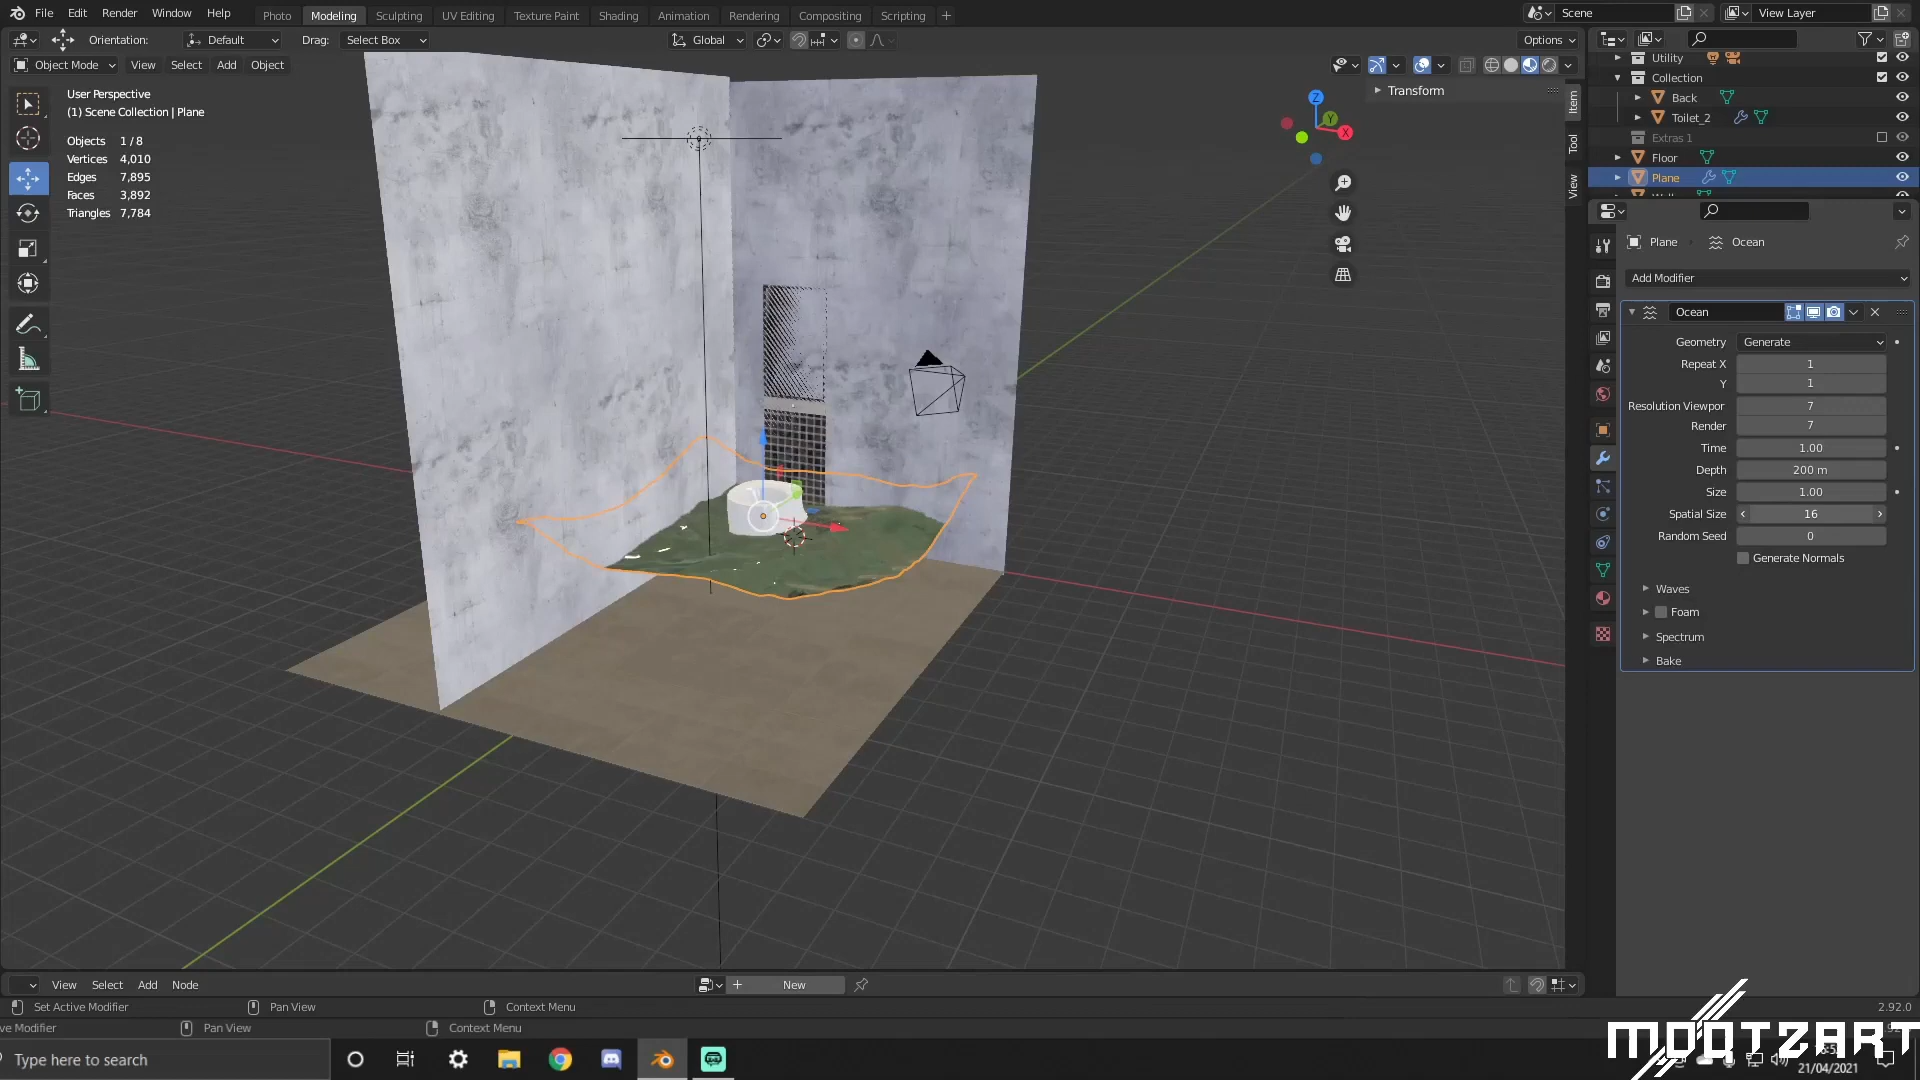 File Edit Render Window Help Photo Modeling Sculpting UV Editing Texture Paint Shading Animation Rendering Compositing Scripting Scene View Layer
Orientation: Default Drag: Select Box Global Options
Object Mode View Select Add Object
User Perspective
(1) Scene Collection | Plane
Objects 1 / 8
Vertices 4,010
Edges 7,895
Faces 3,892
Triangles 7,784
Z
Y
X
Transform
Item
Tool
View
Utility
Collection
Back
Toilet_2
Extras 1
Floor
Plane
Plane Ocean
Add Modifier
Ocean
Geometry Generate
Repeat X 1
Y 1
Resolution Viewpor 7
Render 7
Time 1.00
Depth 200 m
Size 1.00
Spatial Size 16
Random Seed 0
Generate Normals
Waves
Foam
Spectrum
Bake
View Select Add Node New
Set Active Modifier Pan View Context Menu 2.92.0
ve Modifier Pan View Context Menu
Type here to search
MOOTZART
21/04/2021